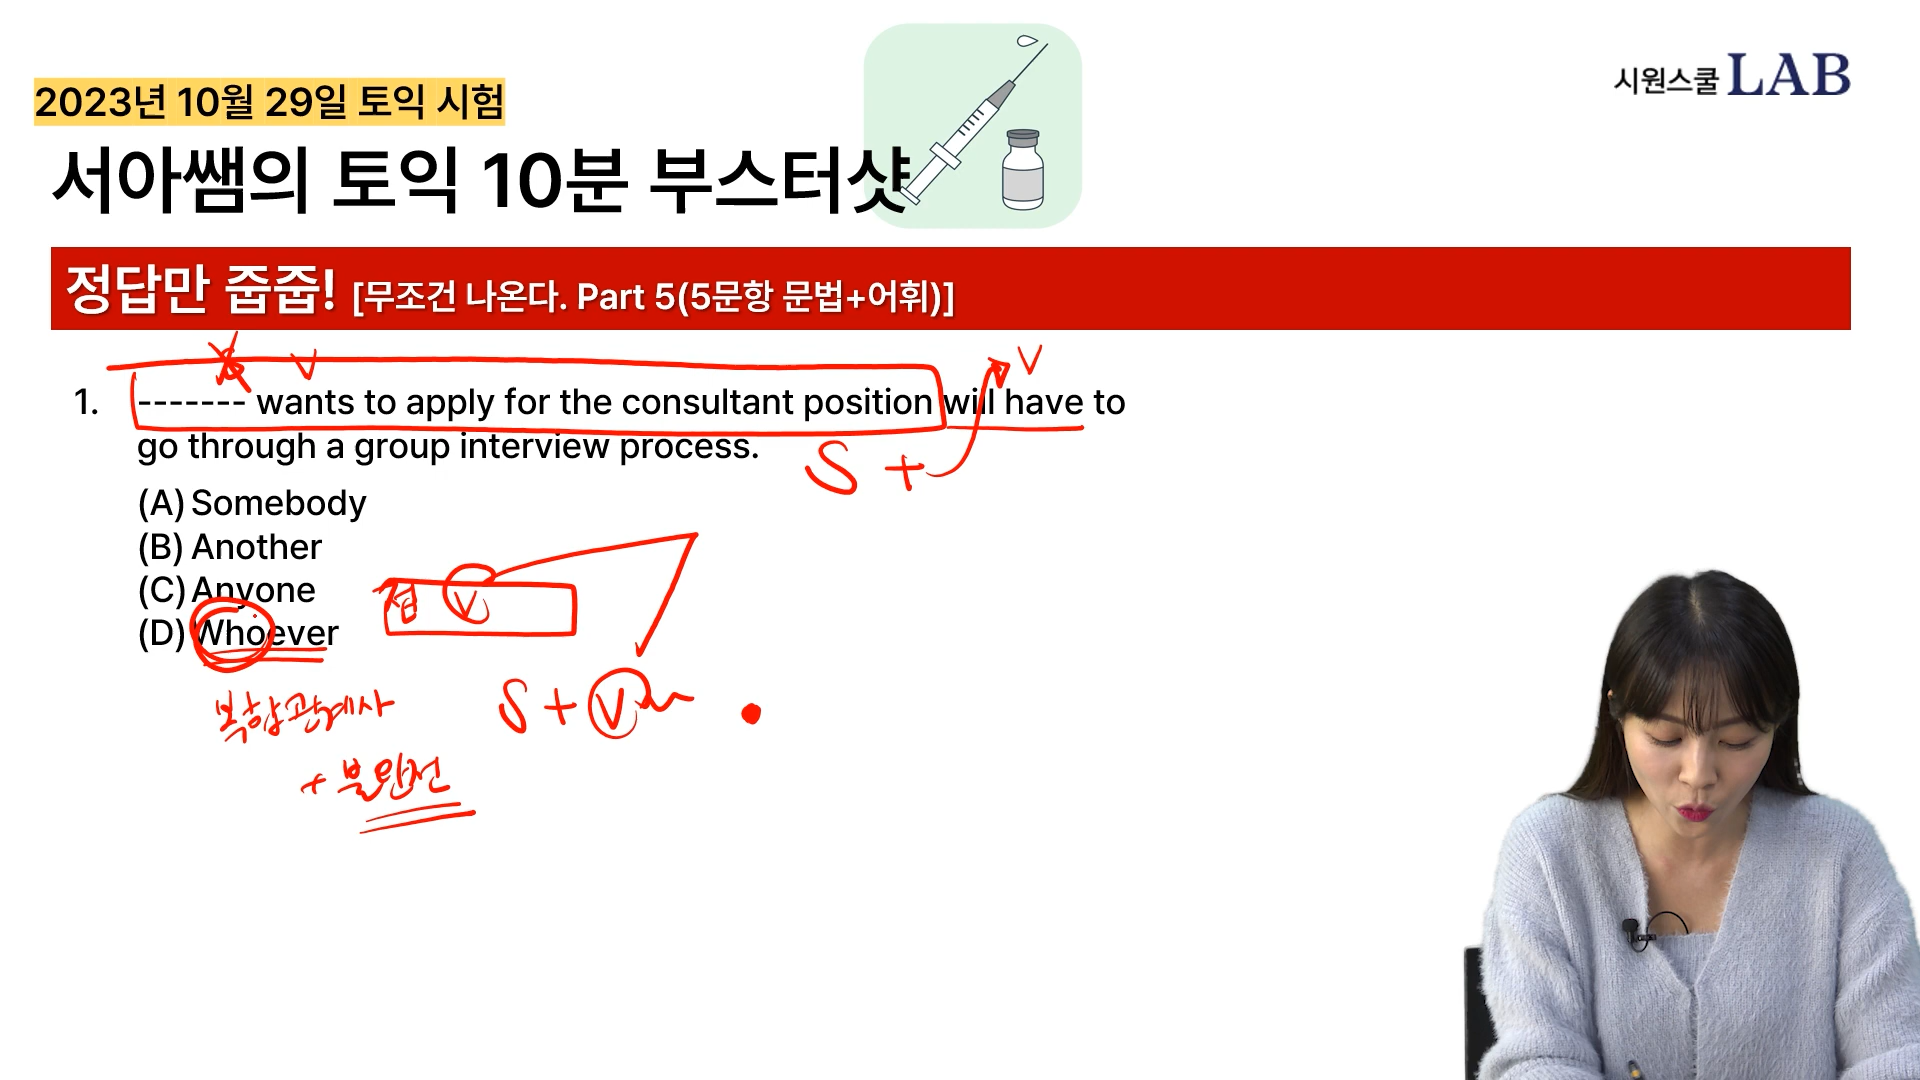 시원스쿨 LAB
2023년 10월 29일 토익 시험
서아쌤의 토익 10분 부스터샷
정답만 줍줍! [무조건 나온다. Part 5(5문항 문법+어휘)]
V V
1. ------- wants to apply for the consultant position will have to
go through a group interview process.
S +
(A) Somebody
(B) Another
(C) Anyone
(D) Whoever
접 V
복합관계사
S + V
+ 불완전